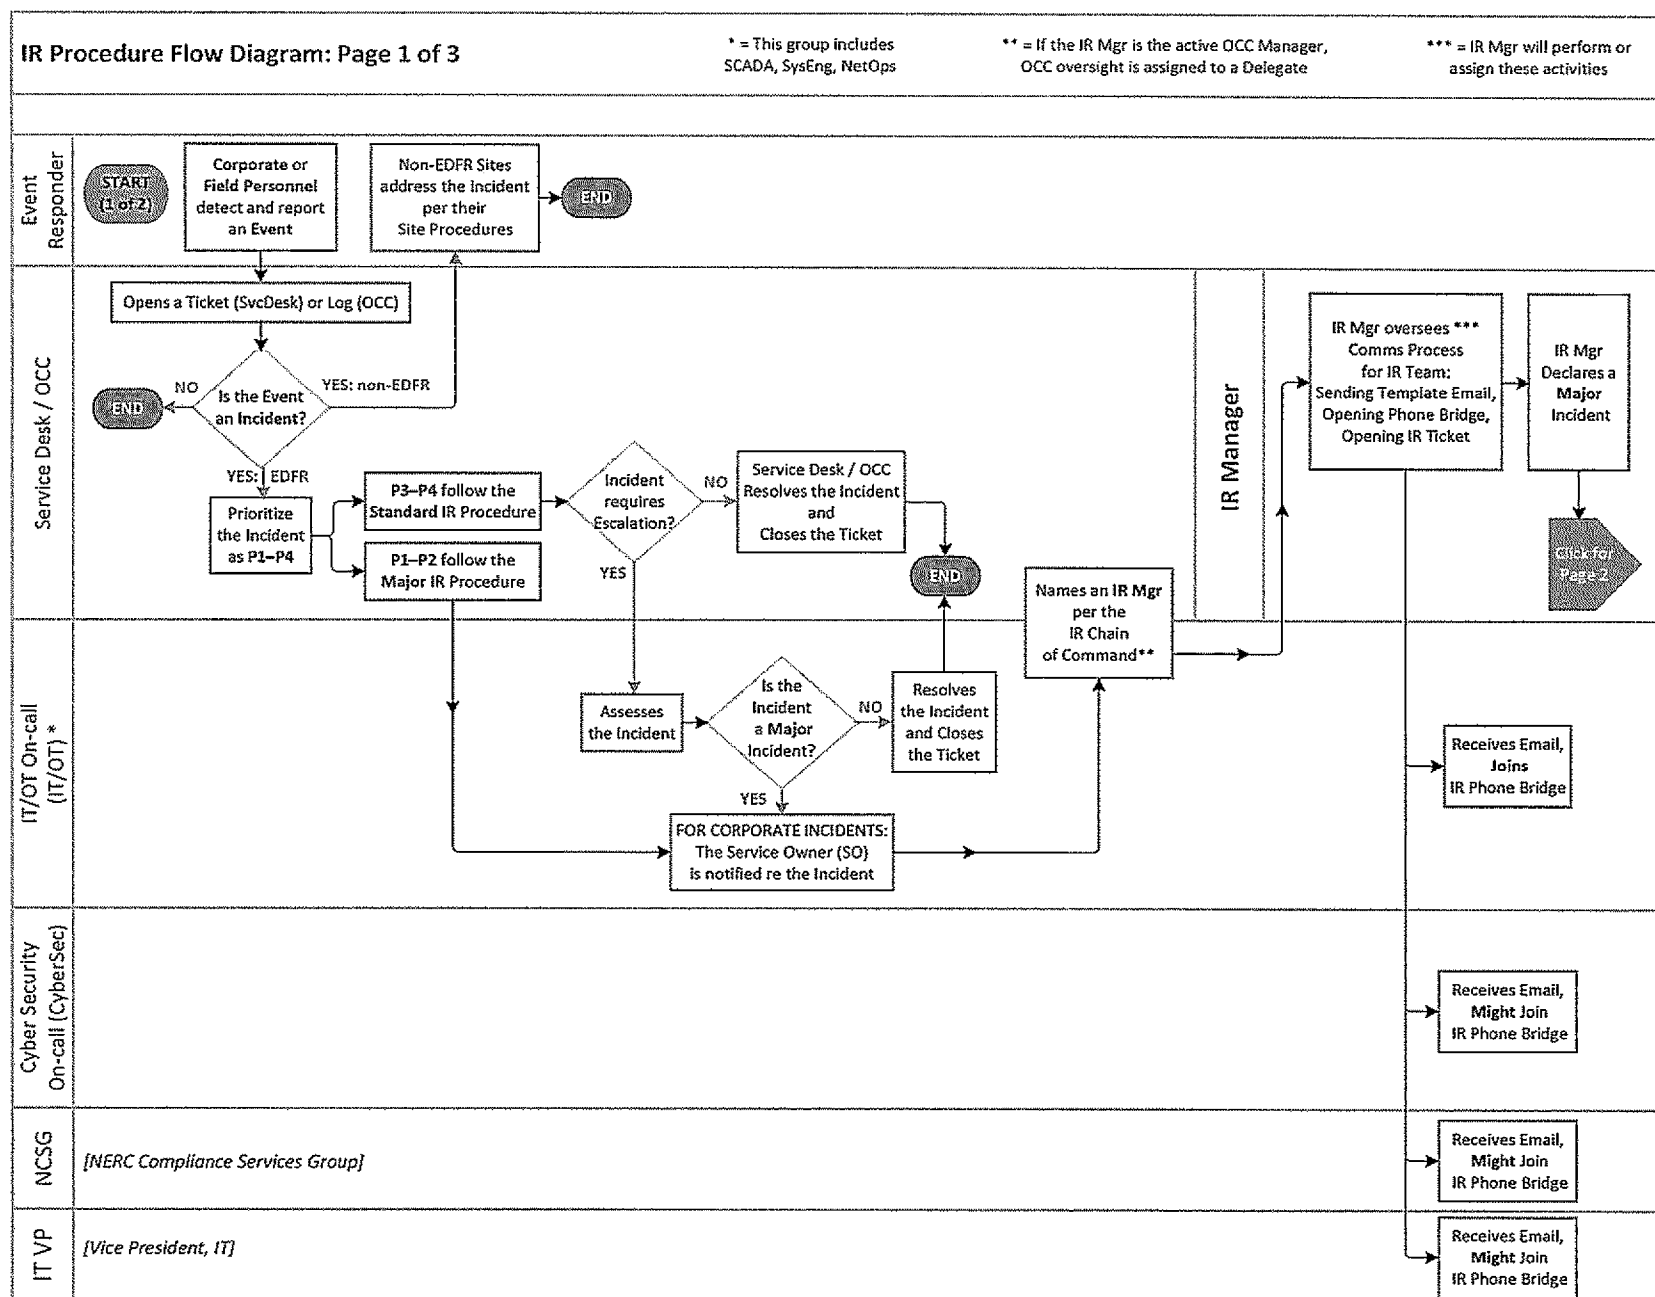 IR Procedure Flow Diagram: Page 1 of 3
* = This group includes
SCADA, SysEng, NetOps
** = If the IR Mgr is the active OCC Manager,
OCC oversight is assigned to a Delegate
*** = IR Mgr will perform or
assign these activities
Event
Responder
START
(1 of 2)
Corporate or
Field Personnel
detect and report
an Event
Non-EDFR Sites
address the Incident
per their
Site Procedures
END
Service Desk / OCC
Opens a Ticket (SvcDesk) or Log (OCC)
Is the Event
an Incident?
NO
END
YES: non-EDFR
YES: EDFR
Prioritize
the Incident
as P1–P4
P3–P4 follow the
Standard IR Procedure
P1–P2 follow the
Major IR Procedure
Incident
requires
Escalation?
NO
YES
Service Desk / OCC
Resolves the Incident
and
Closes the Ticket
END
Names an IR Mgr
per the
IR Chain
of Command**
IR Manager
IR Mgr oversees ***
Comms Process
for IR Team:
Sending Template Email,
Opening Phone Bridge,
Opening IR Ticket
IR Mgr
Declares a
Major
Incident
Click for
Page 2
IT/OT On-call
(IT/OT) *
Assesses
the Incident
Is the
Incident
a Major
Incident?
NO
YES
Resolves
the Incident
and Closes
the Ticket
FOR CORPORATE INCIDENTS:
The Service Owner (SO)
is notified re the Incident
Receives Email,
Joins
IR Phone Bridge
Cyber Security
On-call (CyberSec)
Receives Email,
Might Join
IR Phone Bridge
NCSG
[NERC Compliance Services Group]
Receives Email,
Might Join
IR Phone Bridge
IT VP
[Vice President, IT]
Receives Email,
Might Join
IR Phone Bridge